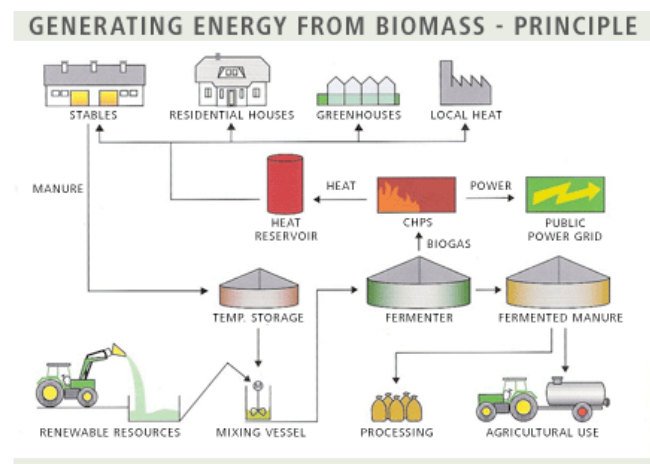 GENERATING ENERGY FROM BIOMASS - PRINCIPLE
STABLES
RESIDENTIAL HOUSES
GREENHOUSES
LOCAL HEAT
MANURE
HEAT
POWER
HEAT
RESERVOIR
CHPS
PUBLIC
POWER GRID
BIOGAS
TEMP. STORAGE
FERMENTER
FERMENTED MANURE
M
RENEWABLE RESOURCES
MIXING VESSEL
PROCESSING
AGRICULTURAL USE